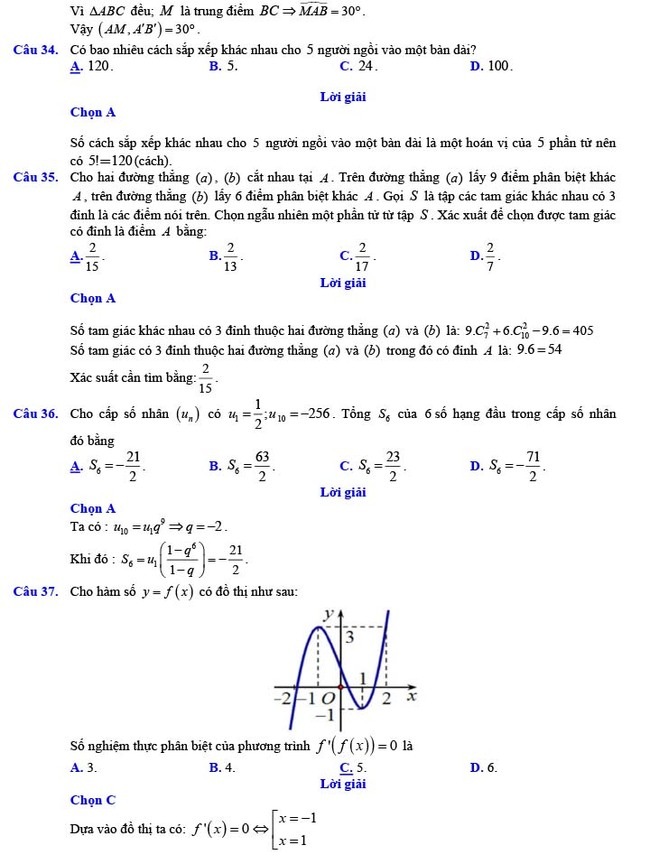 Vì ΔABC đều; M là trung điểm BC ⇒ \widehat{MAB} = 30°.
Vậy (AM, A'B') = 30°.
Câu 34. Có bao nhiêu cách sắp xếp khác nhau cho 5 người ngồi vào một bàn dài?
A. 120. B. 5. C. 24. D. 100.
Lời giải
Chọn A
Số cách sắp xếp khác nhau cho 5 người ngồi vào một bàn dài là một hoán vị của 5 phần tử nên
có 5!=120(cách).
Câu 35. Cho hai đường thẳng (a), (b) cắt nhau tại A. Trên đường thẳng (a) lấy 9 điểm phân biệt khác
A, trên đường thẳng (b) lấy 6 điểm phân biệt khác A. Gọi S là tập các tam giác khác nhau có 3
đỉnh là các điểm nói trên. Chọn ngẫu nhiên một phần tử từ tập S. Xác xuất để chọn được tam giác
có đỉnh là điểm A bằng:
A. 2/15. B. 2/13. C. 2/17. D. 2/7.
Lời giải
Chọn A
Số tam giác khác nhau có 3 đỉnh thuộc hai đường thẳng (a) và (b) là: 9.C_7^2 + 6.C_{10}^2 − 9.6 = 405
Số tam giác có 3 đỉnh thuộc hai đường thẳng (a) và (b) trong đó có đỉnh A là: 9.6 = 54
Xác suất cần tìm bằng: 2/15.
Câu 36. Cho cấp số nhân (u_n) có u_1 = 1/2; u_{10} = −256. Tổng S_6 của 6 số hạng đầu trong cấp số nhân
đó bằng
A. S_6 = −21/2. B. S_6 = 63/2. C. S_6 = 23/2. D. S_6 = −71/2.
Lời giải
Chọn A
Ta có : u_{10} = u_1q^9 ⇒ q = −2.
Khi đó : S_6 = u_1((1−q^6)/(1−q)) = −21/2.
Câu 37. Cho hàm số y = f(x) có đồ thị như sau:
y
3
1
-2 -1 O 2 x
-1
Số nghiệm thực phân biệt của phương trình f'(f(x)) = 0 là
A. 3. B. 4. C. 5. D. 6.
Lời giải
Chọn C
Dựa vào đồ thị ta có: f'(x) = 0 ⇔ [x = −1
x = 1